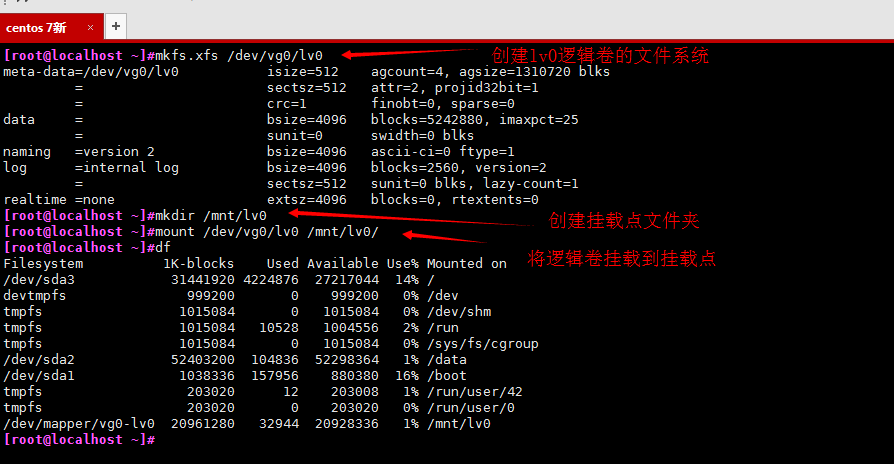 centos 7新 × +
[root@localhost ~]#mkfs.xfs /dev/vg0/lv0 创建lv0逻辑卷的文件系统
meta-data=/dev/vg0/lv0 isize=512 agcount=4, agsize=1310720 blks
= sectsz=512 attr=2, projid32bit=1
= crc=1 finobt=0, sparse=0
data = bsize=4096 blocks=5242880, imaxpct=25
= sunit=0 swidth=0 blks
naming =version 2 bsize=4096 ascii-ci=0 ftype=1
log =internal log bsize=4096 blocks=2560, version=2
= sectsz=512 sunit=0 blks, lazy-count=1
realtime =none extsz=4096 blocks=0, rtextents=0
[root@localhost ~]#mkdir /mnt/lv0 创建挂载点文件夹
[root@localhost ~]#mount /dev/vg0/lv0 /mnt/lv0/
[root@localhost ~]#df 将逻辑卷挂载到挂载点
Filesystem 1K-blocks Used Available Use% Mounted on
/dev/sda3 31441920 4224876 27217044 14% /
devtmpfs 999200 0 999200 0% /dev
tmpfs 1015084 0 1015084 0% /dev/shm
tmpfs 1015084 10528 1004556 2% /run
tmpfs 1015084 0 1015084 0% /sys/fs/cgroup
/dev/sda2 52403200 104836 52298364 1% /data
/dev/sda1 1038336 157956 880380 16% /boot
tmpfs 203020 12 203008 1% /run/user/42
tmpfs 203020 0 203020 0% /run/user/0
/dev/mapper/vg0-lv0 20961280 32944 20928336 1% /mnt/lv0
[root@localhost ~]#